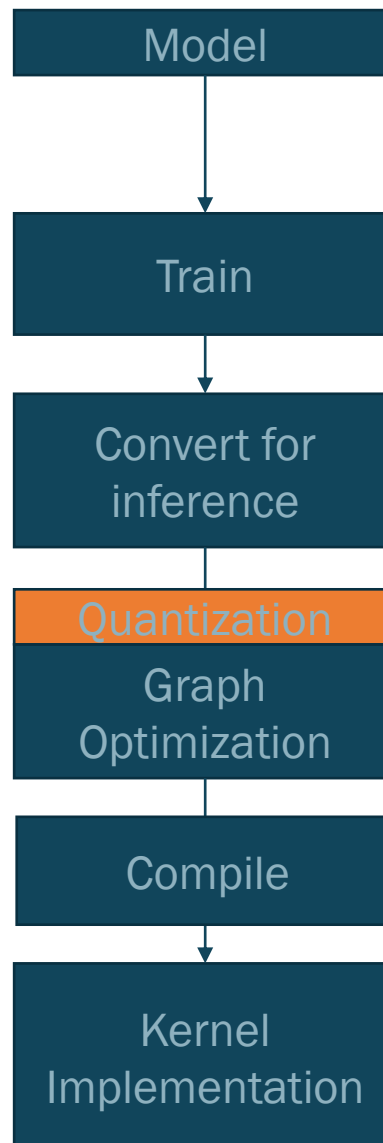 Model
Train
Convert for
inference
Quantization
Graph
Optimization
Compile
Kernel
Implementation